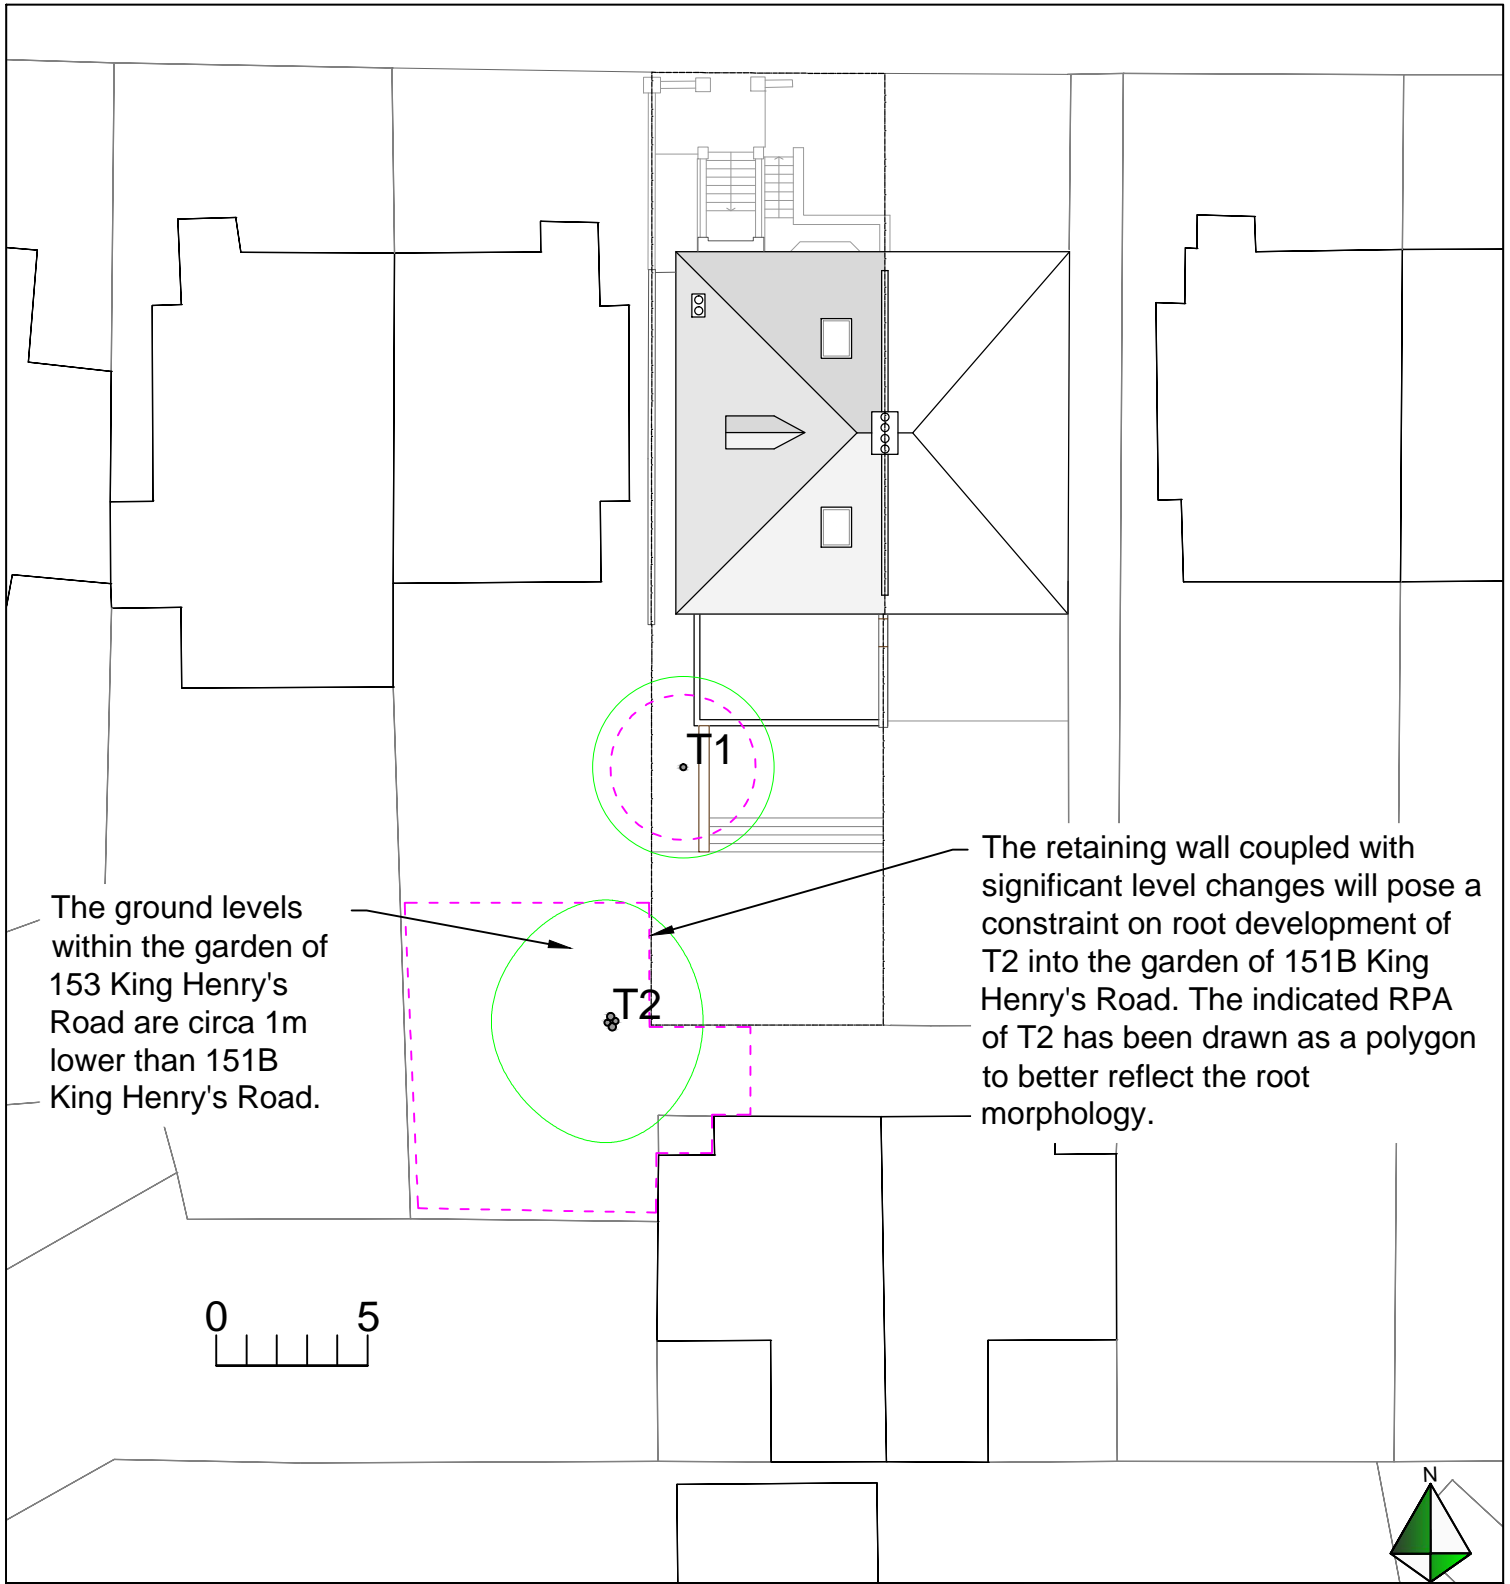 T1
The retaining wall coupled with
significant level changes will pose a
constraint on root development of
T2 into the garden of 151B King
Henry's Road. The indicated RPA
of T2 has been drawn as a polygon
to better reflect the root
morphology.
The ground levels
within the garden of
153 King Henry's
Road are circa 1m
lower than 151B
King Henry's Road.
T2
0 5
N